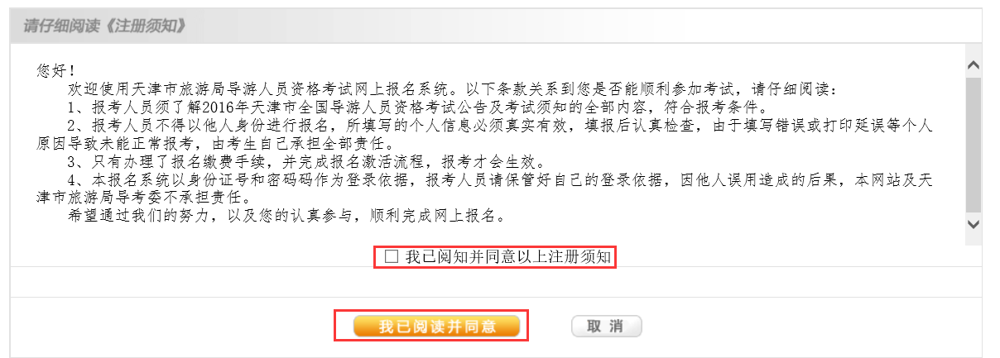 请仔细阅读《注册须知》
您好!
欢迎使用天津市旅游局导游人员资格考试网上报名系统。以下条款关系到您是否能顺利参加考试，请仔细阅读：
1、报考人员须了解2016年天津市全国导游人员资格考试公告及考试须知的全部内容，符合报考条件。
2、报考人员不得以他人身份进行报名，所填写的个人信息必须真实有效，填报后认真检查，由于填写错误或打印延误等个人
原因导致未能正常报考，由考生自己承担全部责任。
3、只有办理了报名缴费手续，并完成报名激活流程，报考才会生效。
4、本报名系统以身份证号和密码码作为登录依据，报考人员请保管好自己的登录依据，因他人误用造成的后果，本网站及天
津市旅游局导考委不承担责任。
希望通过我们的努力，以及您的认真参与，顺利完成网上报名。
我已阅知并同意以上注册须知
我已阅读并同意 取 消